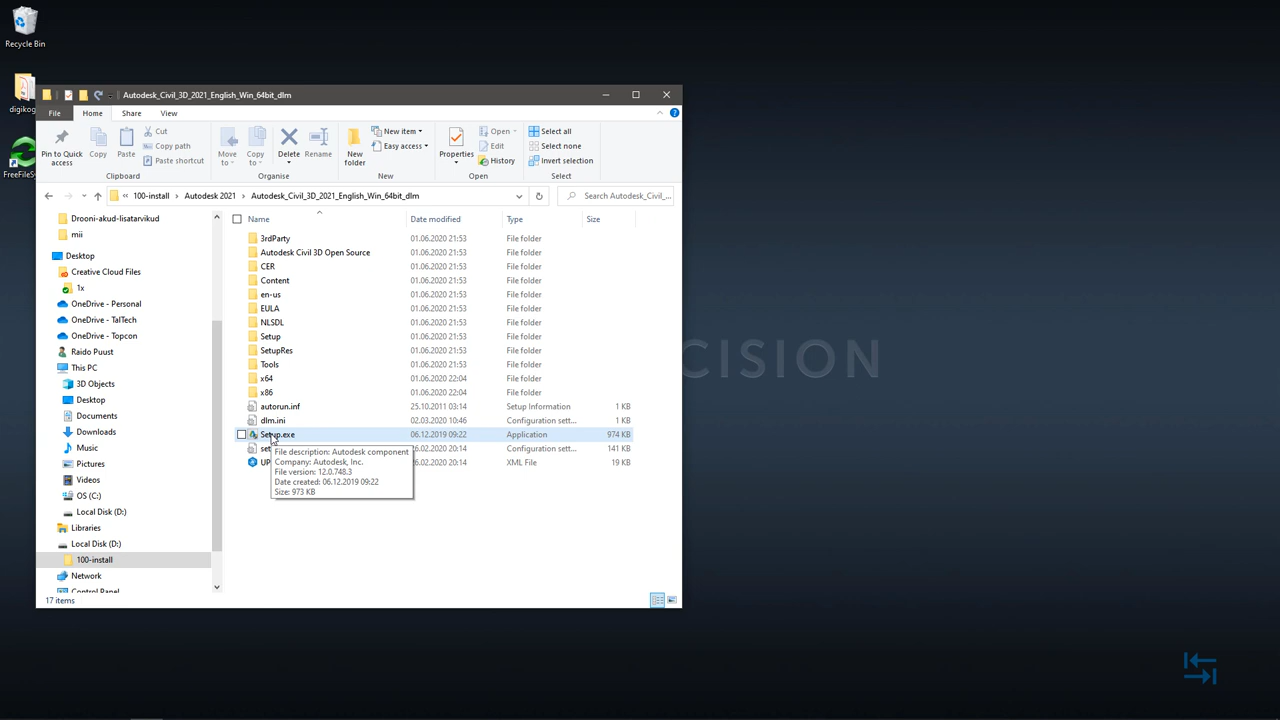 Recycle Bin
digikog
FreeFileSy
Autodesk_Civil_3D_2021_English_Win_64bit_dlm
File Home Share View
Pin to Quick access
Copy
Paste
Cut
Copy path
Paste shortcut
Clipboard
Move to
Copy to
Delete
Rename
Organise
New folder
New item
Easy access
New
Properties
Open
Edit
History
Open
Select all
Select none
Invert selection
Select
« 100-install > Autodesk 2021 > Autodesk_Civil_3D_2021_English_Win_64bit_dlm
Search Autodesk_Civil_...
Drooni-akud-lisatarvikud
mii
Desktop
Creative Cloud Files
1x
OneDrive - Personal
OneDrive - TalTech
OneDrive - Topcon
Raido Puust
This PC
3D Objects
Desktop
Documents
Downloads
Music
Pictures
Videos
OS (C:)
Local Disk (D:)
Libraries
Local Disk (D:)
100-install
Network
Control Panel
Name Date modified Type Size
3rdParty 01.06.2020 21:53 File folder
Autodesk Civil 3D Open Source 01.06.2020 21:53 File folder
CER 01.06.2020 21:53 File folder
Content 01.06.2020 21:53 File folder
en-us 01.06.2020 21:53 File folder
EULA 01.06.2020 21:53 File folder
NLSDL 01.06.2020 21:53 File folder
Setup 01.06.2020 21:53 File folder
SetupRes 01.06.2020 21:53 File folder
Tools 01.06.2020 21:53 File folder
x64 01.06.2020 22:04 File folder
x86 01.06.2020 22:04 File folder
autorun.inf 25.10.2011 03:14 Setup Information 1 KB
dlm.ini 02.03.2020 10:46 Configuration sett... 1 KB
Setup.exe 06.12.2019 09:22 Application 974 KB
se 26.02.2020 20:14 Configuration sett... 141 KB
UP 26.02.2020 20:14 XML File 19 KB
File description: Autodesk component
Company: Autodesk, Inc.
File version: 12.0.748.3
Date created: 06.12.2019 09:22
Size: 973 KB
17 items
CISION